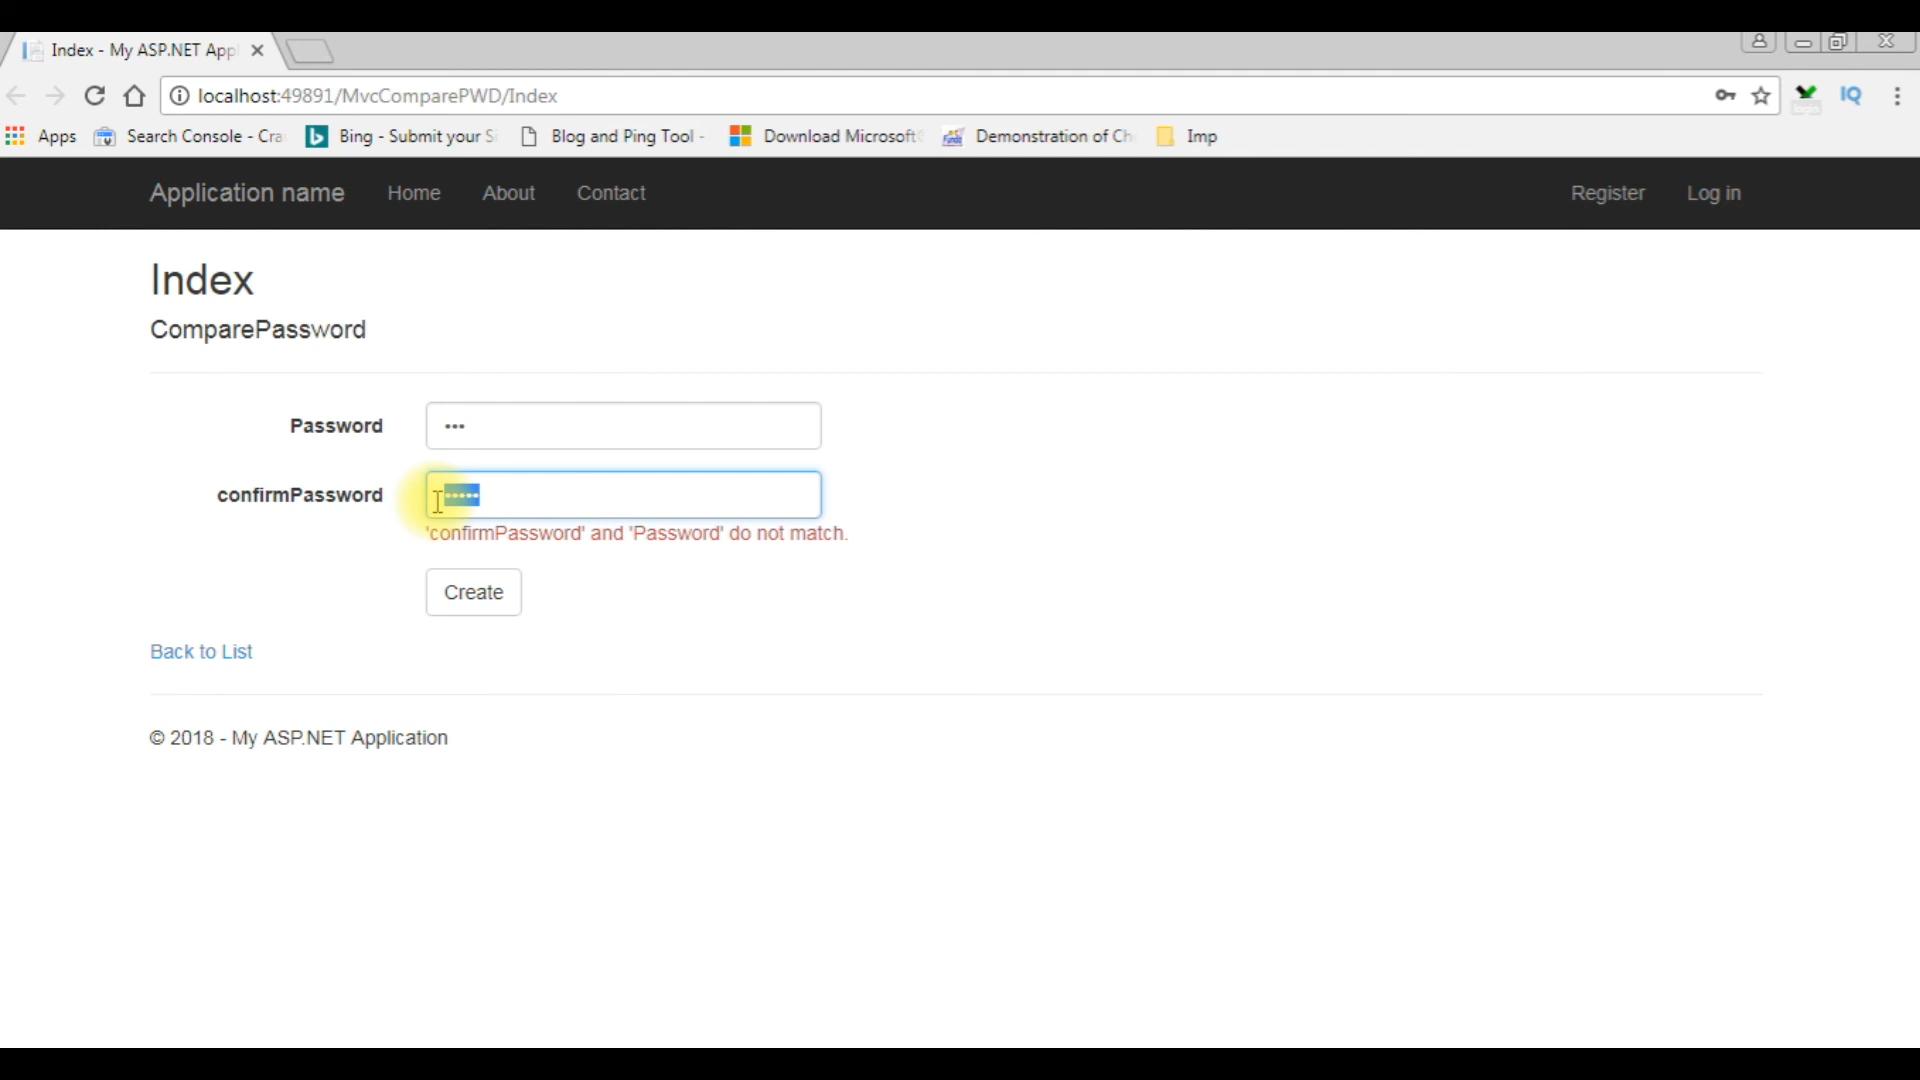 Index - My ASP.NET App
localhost:49891/MvcComparePWD/Index
IQ
Apps Search Console - Cra Bing - Submit your Si Blog and Ping Tool - Download Microsoft Demonstration of Ch Imp
Application name Home About Contact Register Log in
Index
ComparePassword
Password •••
confirmPassword •••••
'confirmPassword' and 'Password' do not match.
Create
Back to List
© 2018 - My ASP.NET Application